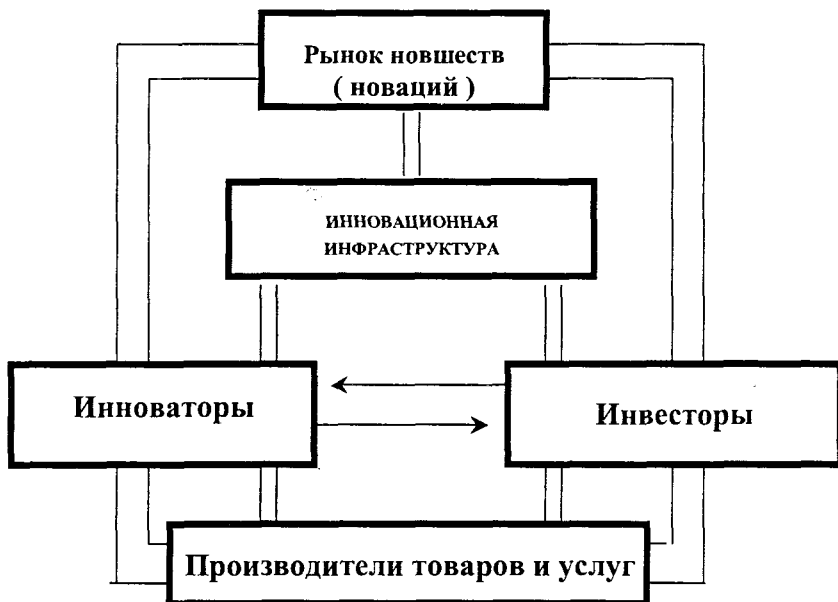 Рынок новшеств
( новаций )
ИННОВАЦИОННАЯ
ИНФРАСТРУКТУРА
Инноваторы
Инвесторы
Производители товаров и услуг